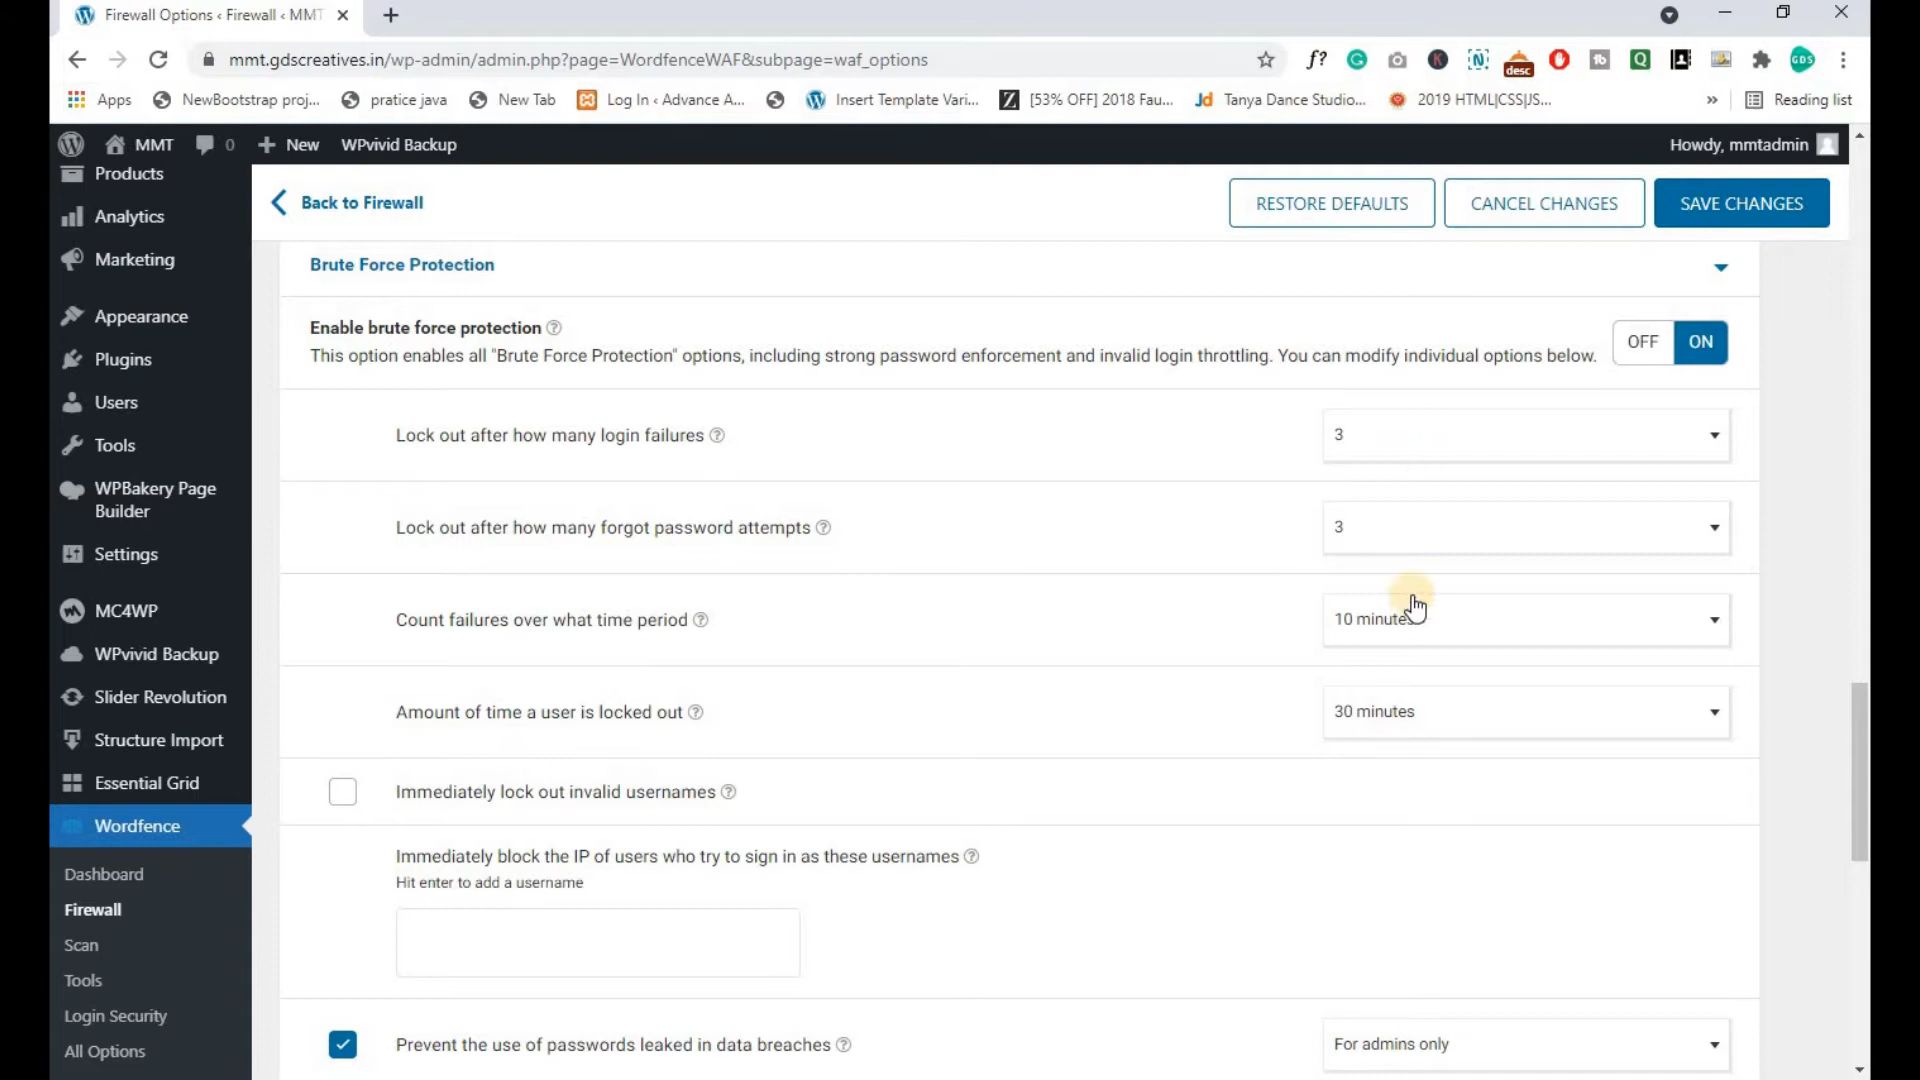 Firewall Options ‹ Firewall ‹ MMT
mmt.gdscreatives.in/wp-admin/admin.php?page=WordfenceWAF&subpage=waf_options
f?
desc
GDS
Apps
NewBootstrap proj...
pratice java
New Tab
Log In ‹ Advance A...
Insert Template Vari...
[53% OFF] 2018 Fau...
Jd Tanya Dance Studio...
2019 HTML|CSS|JS...
»
Reading list
MMT
0
New
WPvivid Backup
Howdy, mmtadmin
Products
Analytics
Marketing
Appearance
Plugins
Users
Tools
WPBakery Page
Builder
Settings
MC4WP
WPvivid Backup
Slider Revolution
Structure Import
Essential Grid
Wordfence
Dashboard
Firewall
Scan
Tools
Login Security
All Options
Back to Firewall
RESTORE DEFAULTS
CANCEL CHANGES
SAVE CHANGES
Brute Force Protection
Enable brute force protection
This option enables all "Brute Force Protection" options, including strong password enforcement and invalid login throttling. You can modify individual options below.
OFF ON
Lock out after how many login failures
3
Lock out after how many forgot password attempts
3
Count failures over what time period
10 minutes
Amount of time a user is locked out
30 minutes
Immediately lock out invalid usernames
Immediately block the IP of users who try to sign in as these usernames
Hit enter to add a username
Prevent the use of passwords leaked in data breaches
For admins only